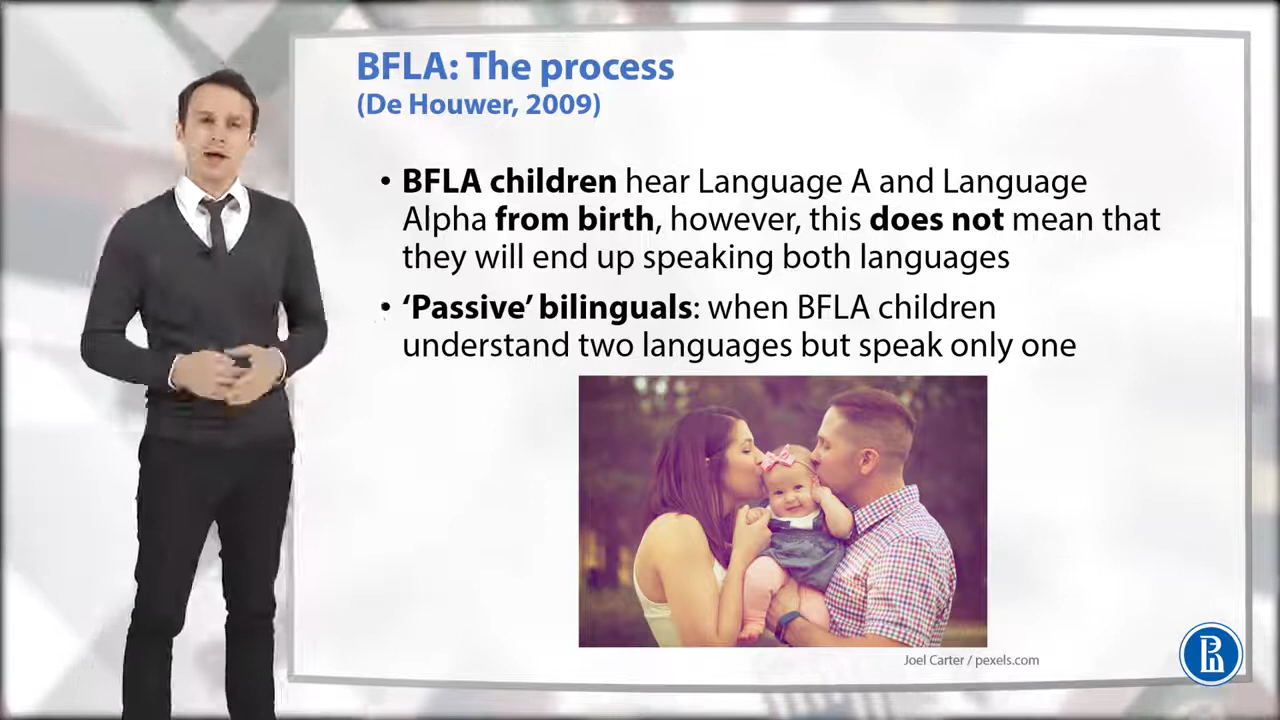 BFLA: The process
(De Houwer, 2009)
• BFLA children hear Language A and Language
Alpha from birth, however, this does not mean that
they will end up speaking both languages
• ‘Passive’ bilinguals: when BFLA children
understand two languages but speak only one
Joel Carter / pexels.com